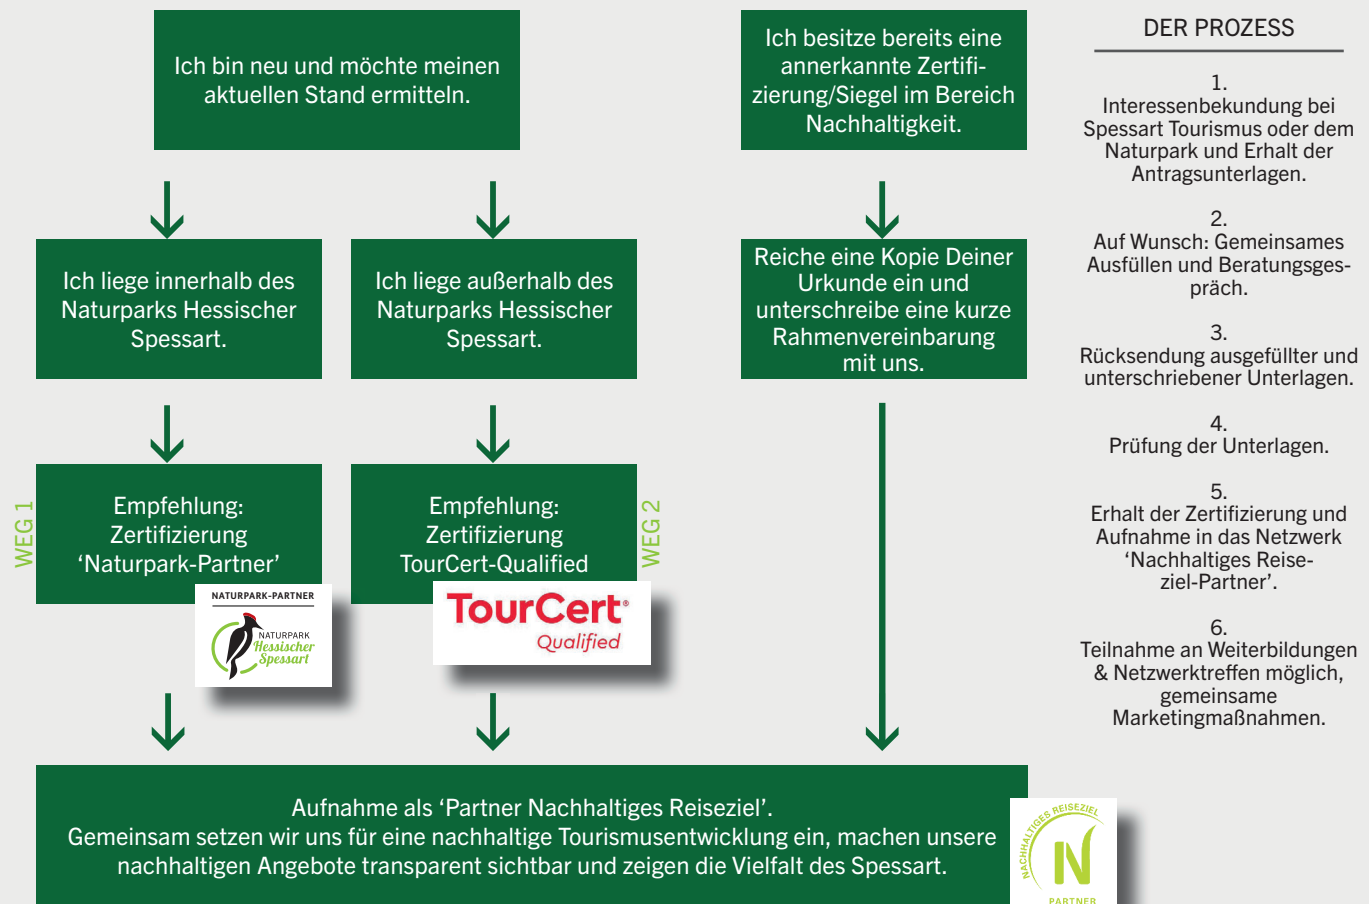 Ich bin neu und möchte meinen
aktuellen Stand ermitteln.
Ich besitze bereits eine
annerkannte Zertifi-
zierung/Siegel im Bereich
Nachhaltigkeit.
Ich liege innerhalb des
Naturparks Hessischer
Spessart.
Ich liege außerhalb des
Naturparks Hessischer
Spessart.
Reiche eine Kopie Deiner
Urkunde ein und
unterschreibe eine kurze
Rahmenvereinbarung
mit uns.
WEG 1
Empfehlung:
Zertifizierung
‘Naturpark-Partner’
NATURPARK-PARTNER
NATURPARK
Hessischer
Spessart
Empfehlung:
Zertifizierung
TourCert-Qualified
WEG 2
TourCert®
Qualified
Aufnahme als ‘Partner Nachhaltiges Reiseziel’.
Gemeinsam setzen wir uns für eine nachhaltige Tourismusentwicklung ein, machen unsere
nachhaltigen Angebote transparent sichtbar und zeigen die Vielfalt des Spessart.
NACHHALTIGES REISEZIEL
N
PARTNER
DER PROZESS
1.
Interessenbekundung bei
Spessart Tourismus oder dem
Naturpark und Erhalt der
Antragsunterlagen.
2.
Auf Wunsch: Gemeinsames
Ausfüllen und Beratungsges-
präch.
3.
Rücksendung ausgefüllter und
unterschriebener Unterlagen.
4.
Prüfung der Unterlagen.
5.
Erhalt der Zertifizierung und
Aufnahme in das Netzwerk
‘Nachhaltiges Reise-
ziel-Partner’.
6.
Teilnahme an Weiterbildungen
& Netzwerktreffen möglich,
gemeinsame
Marketingmaßnahmen.